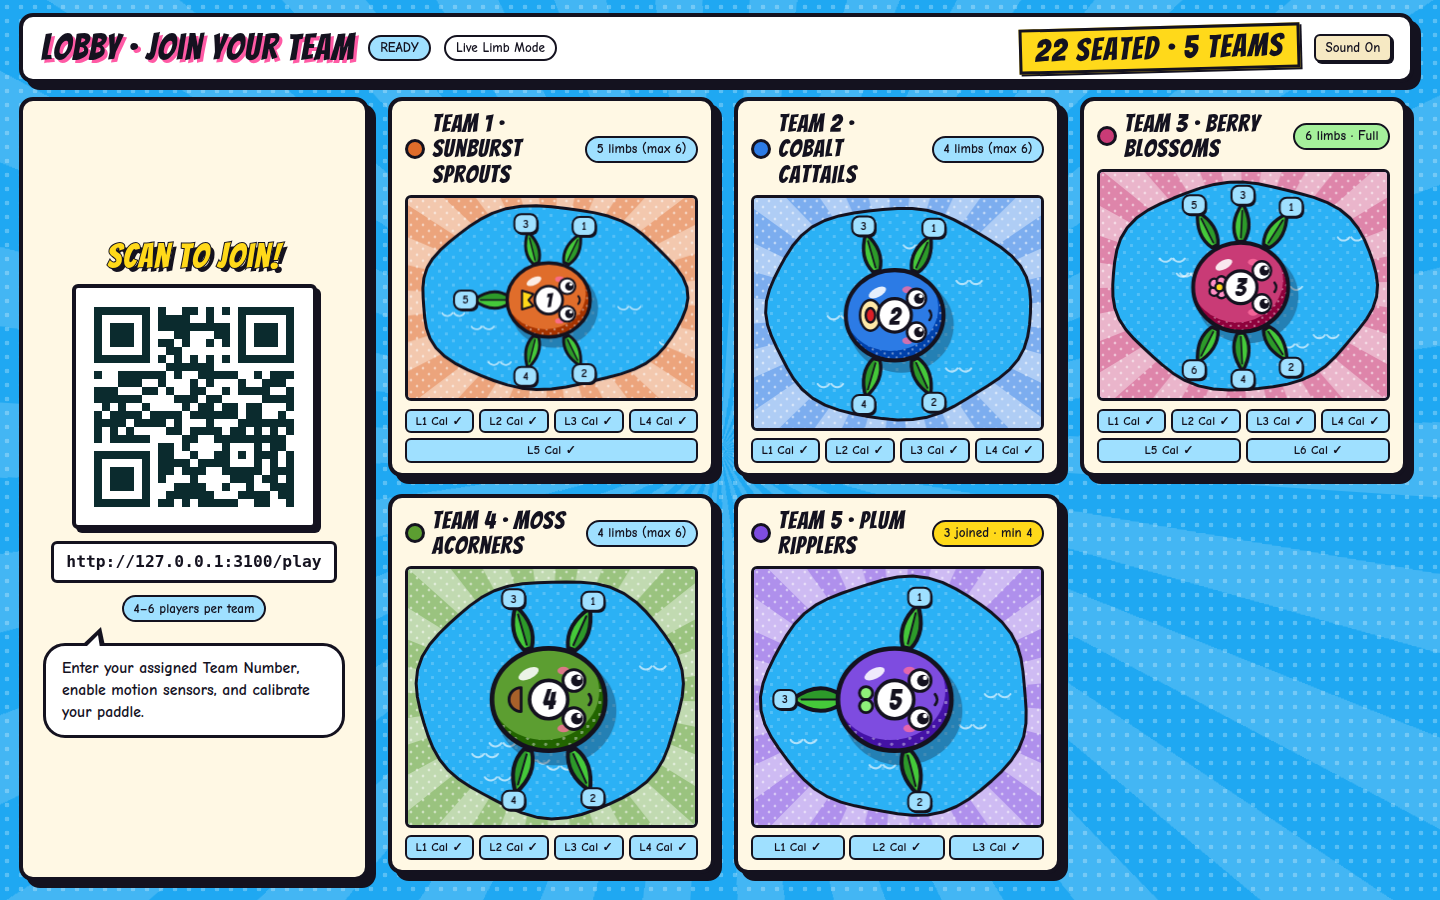 LOBBY · JOIN YOUR TEAM
READY
Live Limb Mode
22 SEATED · 5 TEAMS
Sound On
SCAN TO JOIN!
http://127.0.0.1:3100/play
4–6 players per team
Enter your assigned Team Number,
enable motion sensors, and calibrate
your paddle.
TEAM 1 ·
SUNBURST
SPROUTS
5 limbs (max 6)
3
1
5
1
4
2
L1 Cal ✓
L2 Cal ✓
L3 Cal ✓
L4 Cal ✓
L5 Cal ✓
TEAM 2 ·
COBALT
CATTAILS
4 limbs (max 6)
3
1
2
4
2
L1 Cal ✓
L2 Cal ✓
L3 Cal ✓
L4 Cal ✓
TEAM 3 · BERRY
BLOSSOMS
6 limbs · Full
5
3
1
3
6
4
2
L1 Cal ✓
L2 Cal ✓
L3 Cal ✓
L4 Cal ✓
L5 Cal ✓
L6 Cal ✓
TEAM 4 · MOSS
ACORNERS
4 limbs (max 6)
3
1
4
4
2
L1 Cal ✓
L2 Cal ✓
L3 Cal ✓
L4 Cal ✓
TEAM 5 · PLUM
RIPPLERS
3 joined · min 4
1
3
5
2
L1 Cal ✓
L2 Cal ✓
L3 Cal ✓